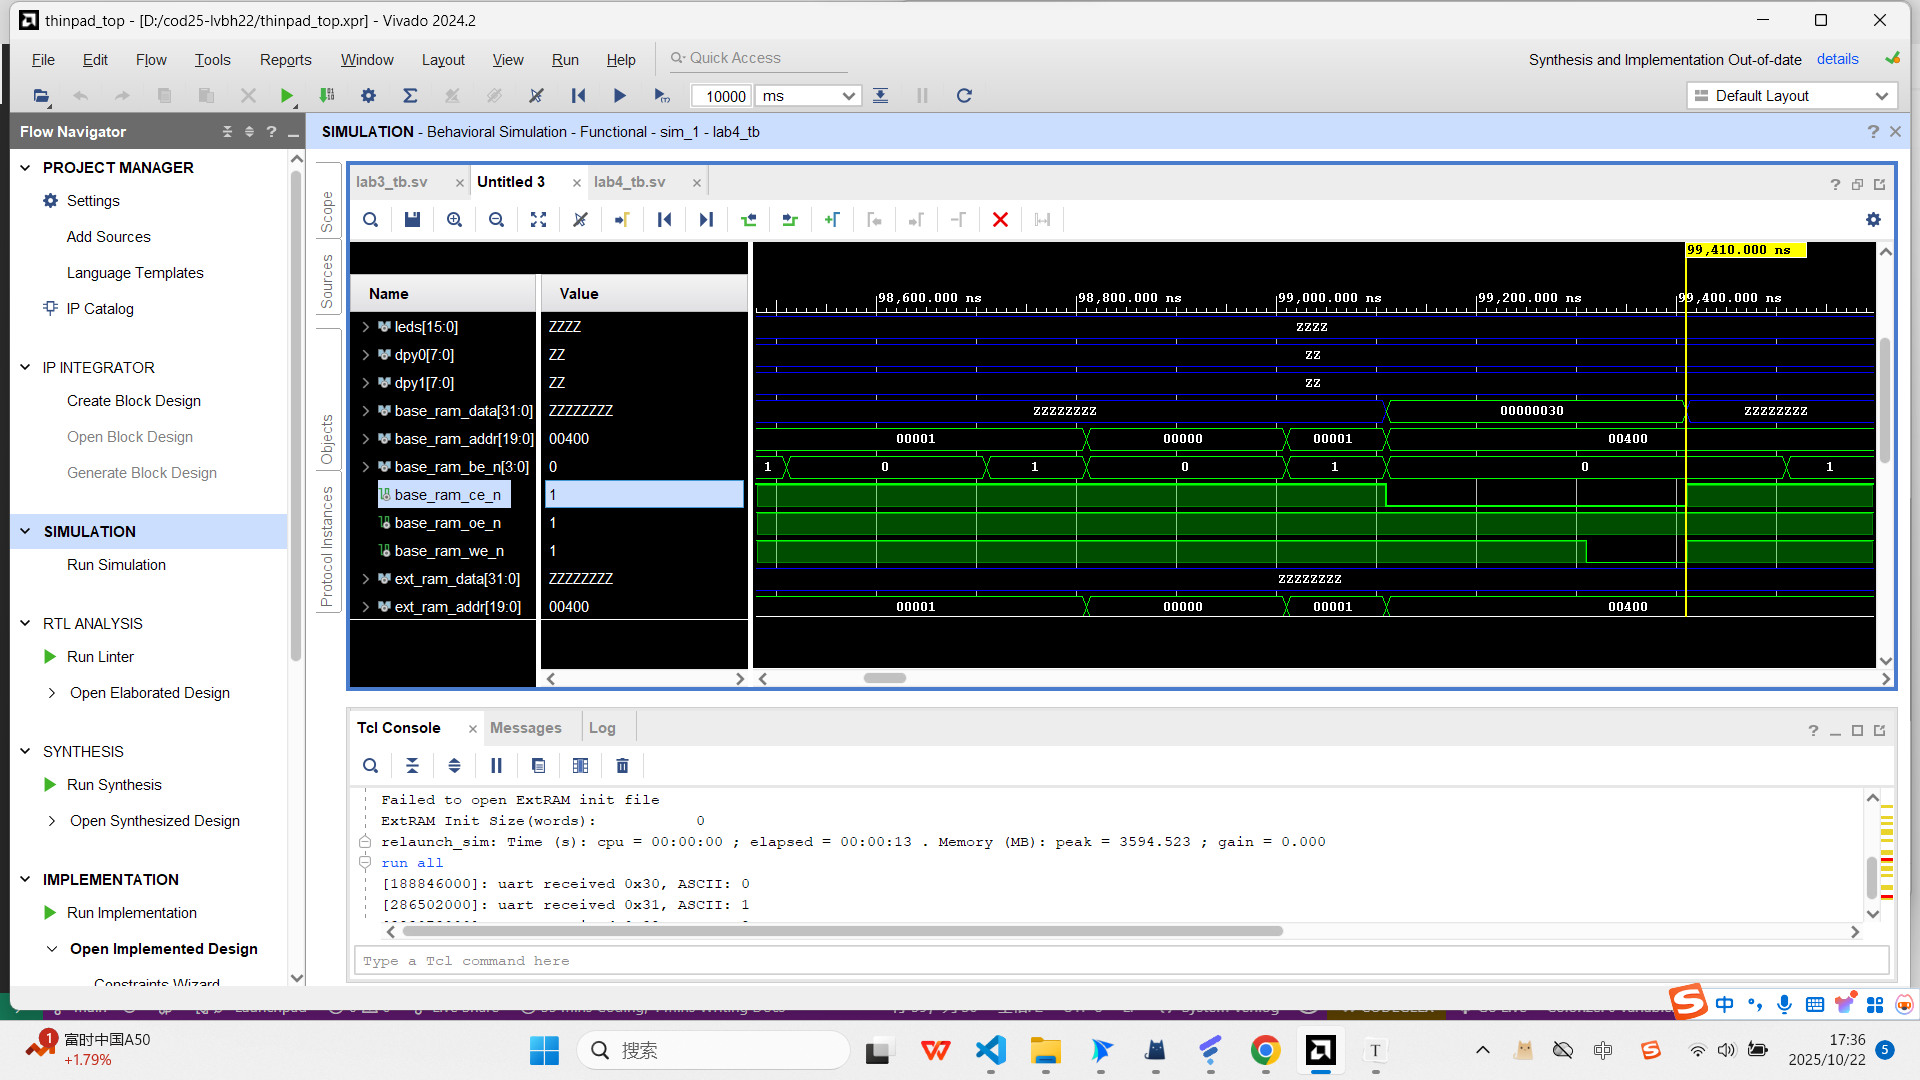 thinpad_top - [D:/cod25-lvbh22/thinpad_top.xpr] - Vivado 2024.2
File Edit Flow Tools Reports Window Layout View Run Help Quick Access
Synthesis and Implementation Out-of-date details
10000 ms
Default Layout
Flow Navigator
SIMULATION - Behavioral Simulation - Functional - sim_1 - lab4_tb
PROJECT MANAGER
Settings
Add Sources
Language Templates
IP Catalog
IP INTEGRATOR
Create Block Design
Open Block Design
Generate Block Design
SIMULATION
Run Simulation
RTL ANALYSIS
Run Linter
Open Elaborated Design
SYNTHESIS
Run Synthesis
Open Synthesized Design
IMPLEMENTATION
Run Implementation
Open Implemented Design
Constraints Wizard
Scope
Sources
Objects
Protocol Instances
lab3_tb.sv Untitled 3 lab4_tb.sv
99,410.000 ns
Name Value
98,600.000 ns 98,800.000 ns 99,000.000 ns 99,200.000 ns 99,400.000 ns
leds[15:0] ZZZZ ZZZZ
dpy0[7:0] ZZ ZZ
dpy1[7:0] ZZ ZZ
base_ram_data[31:0] ZZZZZZZZ ZZZZZZZZ 00000030 ZZZZZZZZ
base_ram_addr[19:0] 00400 00001 00000 00001 00400
base_ram_be_n[3:0] 0 1 0 1 0 1 0 1
base_ram_ce_n 1
base_ram_oe_n 1
base_ram_we_n 1
ext_ram_data[31:0] ZZZZZZZZ ZZZZZZZZ
ext_ram_addr[19:0] 00400 00001 00000 00001 00400
Tcl Console Messages Log
Failed to open ExtRAM init file
ExtRAM Init Size(words): 0
relaunch_sim: Time (s): cpu = 00:00:00 ; elapsed = 00:00:13 . Memory (MB): peak = 3594.523 ; gain = 0.000
run all
[188846000]: uart received 0x30, ASCII: 0
[286502000]: uart received 0x31, ASCII: 1
Type a Tcl command here
中
富时中国A50
+1.79%
1
搜索
中
17:36
2025/10/22
5